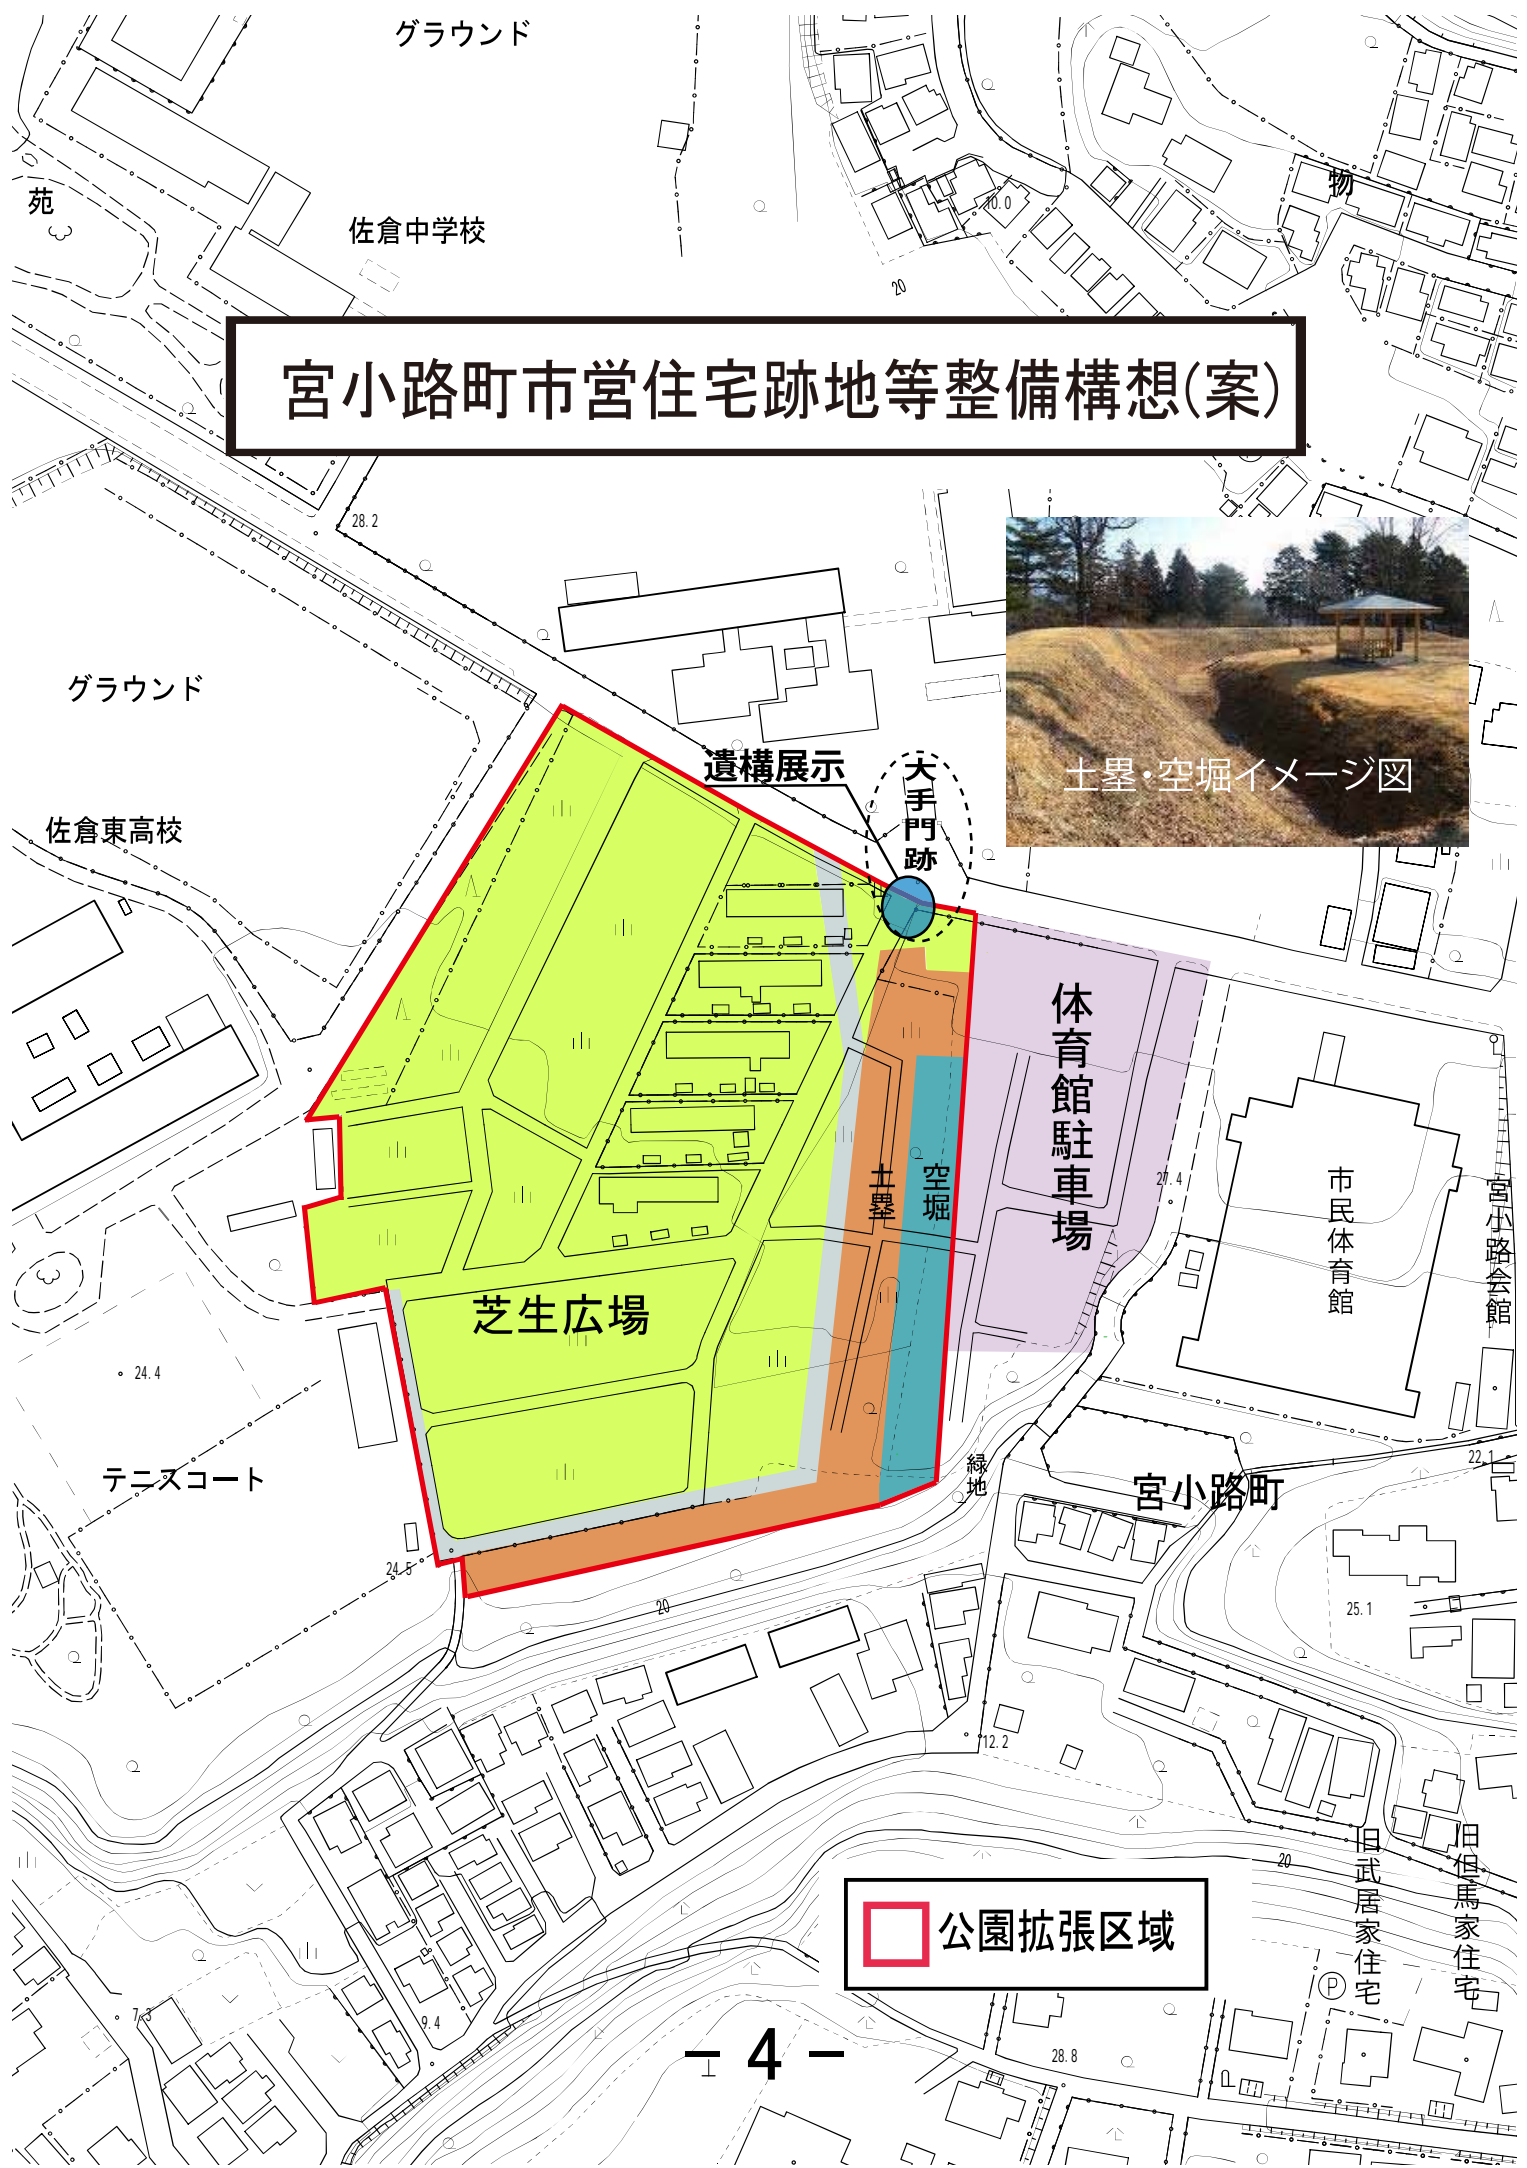 グラウンド
苑
佐倉中学校
物
10.0
20
宮小路町市営住宅跡地等整備構想(案)
28.2
グラウンド
遺構展示
大手門跡
土塁・空堀イメージ図
佐倉東高校
体育館駐車場
土塁
空堀
27.4
市民体育館
宮小路会館
芝生広場
24.4
テニスコート
緑地
宮小路町
22.1
24.5
20
25.1
12.2
旧武居家住宅
旧但馬家住宅
20
公園拡張区域
P
7.3
9.4
28.8
- 4 -